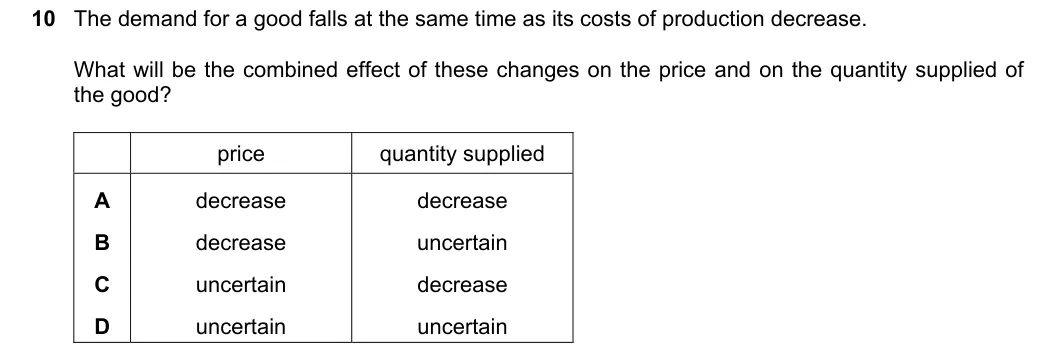 10 The demand for a good falls at the same time as its costs of production decrease.
What will be the combined effect of these changes on the price and on the quantity supplied of
the good?
price quantity supplied
A decrease decrease
B decrease uncertain
C uncertain decrease
D uncertain uncertain